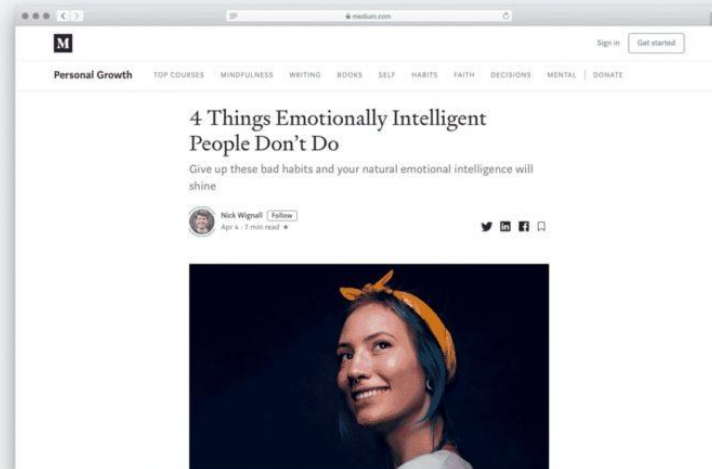 medium.com
M
Sign in
Get started
Personal Growth TOP COURSES MINDFULNESS WRITING BOOKS SELF HABITS FAITH DECISIONS MENTAL DONATE
4 Things Emotionally Intelligent
People Don’t Do
Give up these bad habits and your natural emotional intelligence will
shine
Nick Wignall Follow
Apr 4 · 7 min read ★